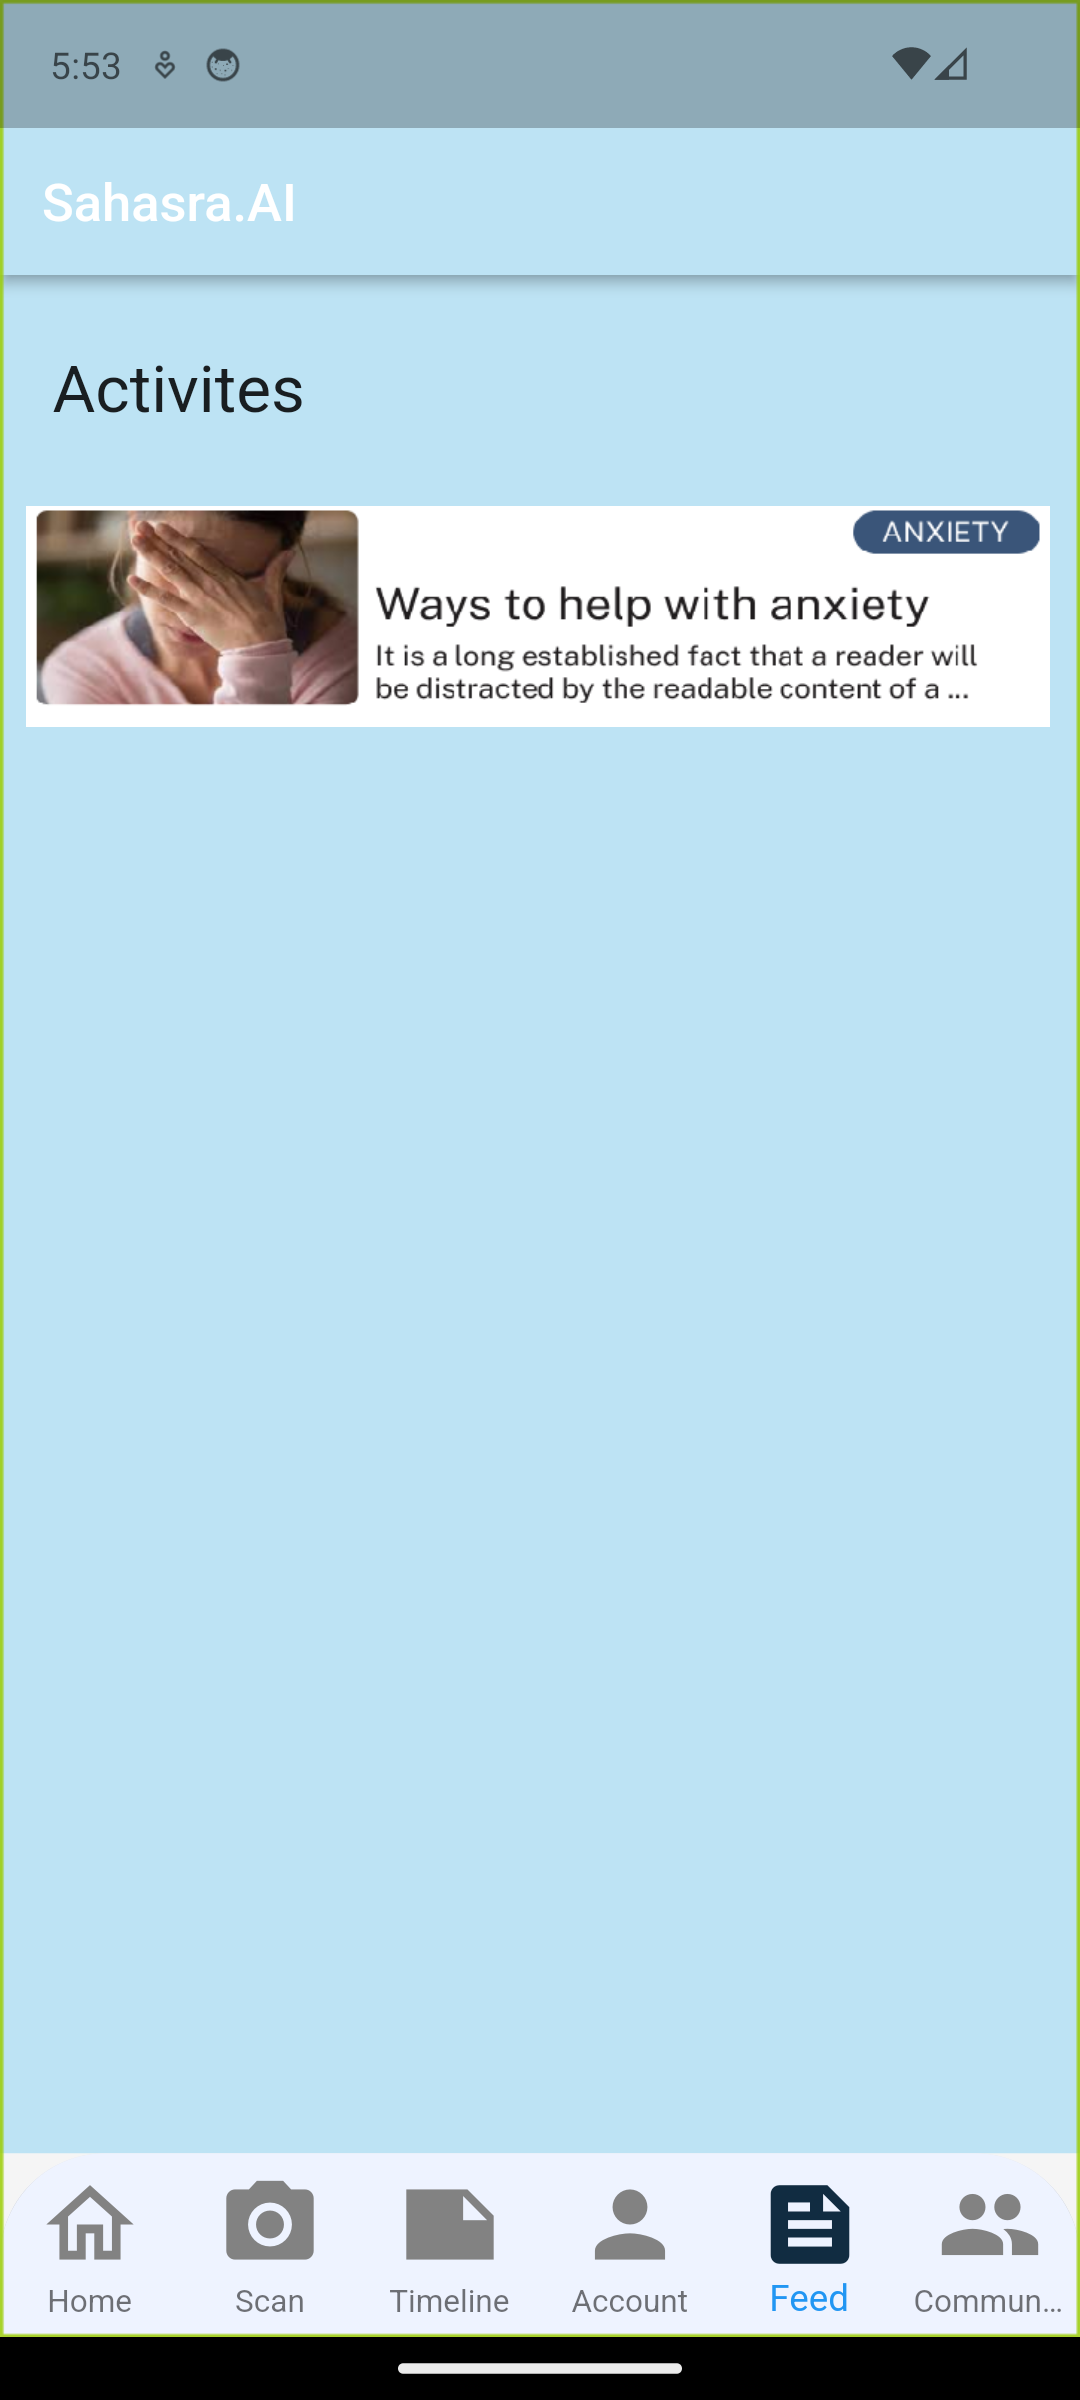 5:53
Sahasra.AI
Activites
ANXIETY
Ways to help with anxiety
It is a long established fact that a reader will
be distracted by the readable content of a ...
Home
Scan
Timeline
Account
Feed
Commun...